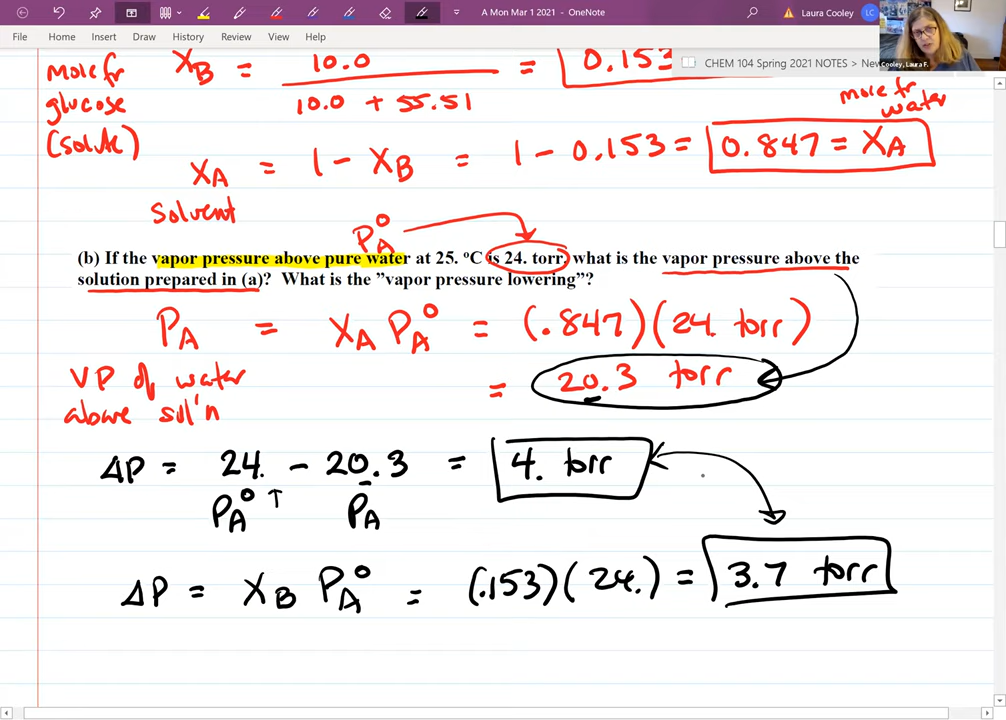 A Mon Mar 1 2021 - OneNote
Laura Cooley LC
File Home Insert Draw History View Help
CHEM 104 Spring 2021 NOTES > New
Cooley, Laura F.
mole fr
glucose
(solute)
X_B = 10.0 / 10.0 + 55.51 = 0.153
mole fr
water
X_A = 1 - X_B = 1 - 0.153 = 0.847 = X_A
solvent
P_A^o
(b) If the vapor pressure above pure water at 25. °C is 24. torr, what is the vapor pressure above the
solution prepared in (a)? What is the ”vapor pressure lowering”?
P_A = X_A P_A^o = (.847)(24. torr)
VP of water
above sol'n
= 20.3 torr
ΔP = 24. - 20.3 = 4. torr
P_A^o ↑ P_A
ΔP = X_B P_A^o = (.153)(24.) = 3.7 torr